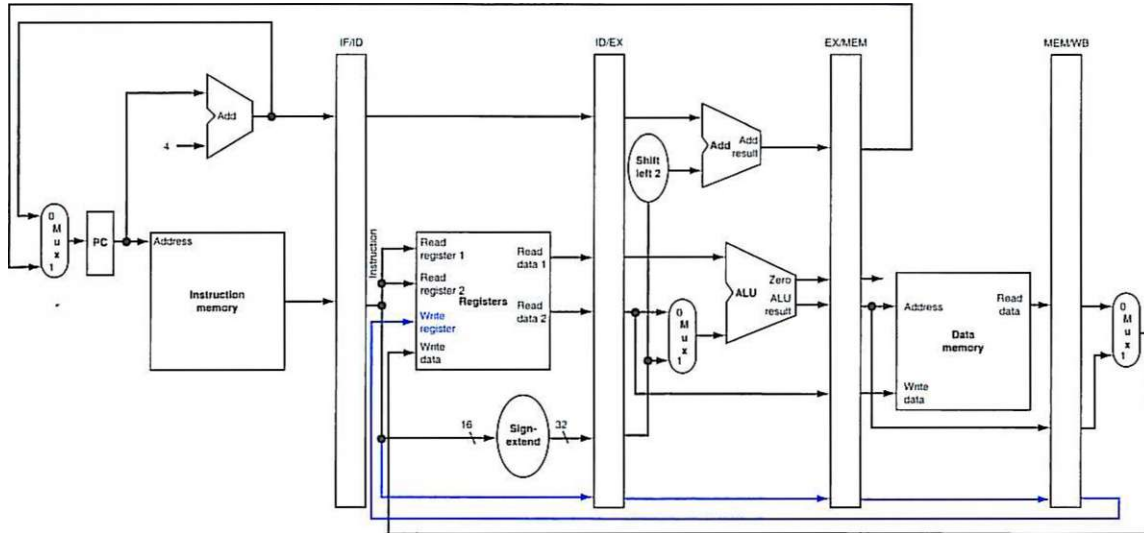 IF/ID
ID/EX
EX/MEM
MEM/WB
Add
4
Add
Add
result
Shift
left 2
0
M
u
x
1
PC
Address
Instruction
memory
Instruction
Read
register 1
Read
register 2
Registers
Write
register
Write
data
Read
data 1
Read
data 2
0
M
u
x
1
Zero
ALU
ALU
result
Address
Read
data
Data
memory
Write
data
0
M
u
x
1
16
Sign-
extend
32